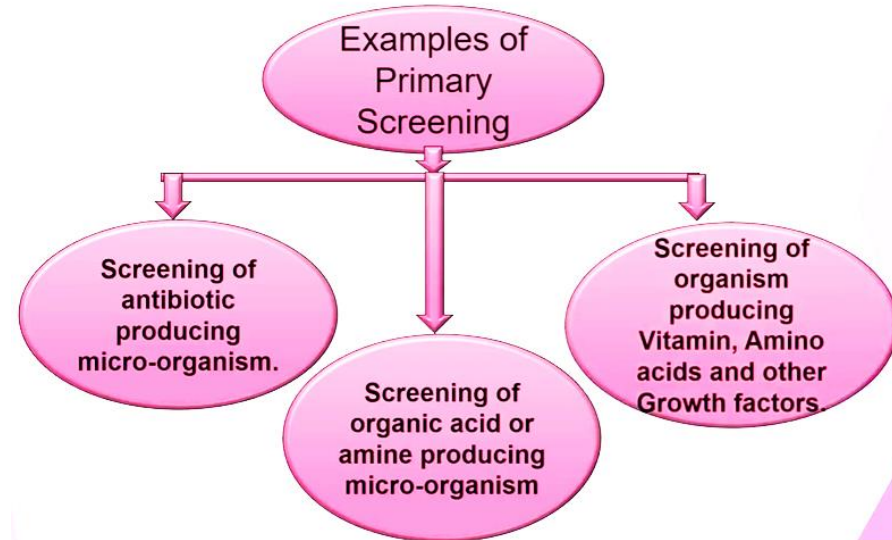 Examples of
Primary
Screening
Screening of
antibiotic
producing
micro-organism.
Screening of
organic acid or
amine producing
micro-organism
Screening of
organism
producing
Vitamin, Amino
acids and other
Growth factors.